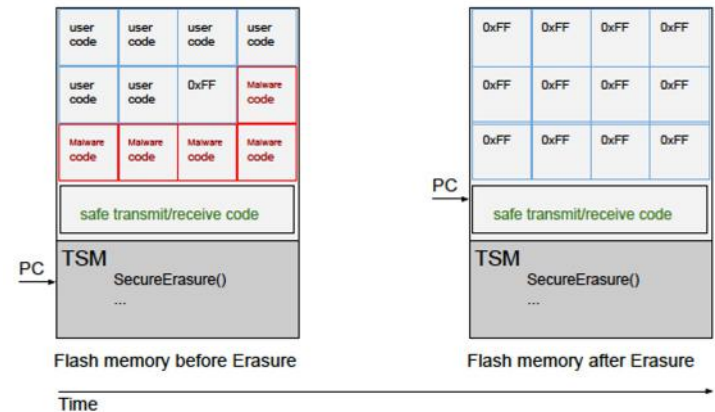 user code user code user code user code
user code user code 0xFF Malware code
Malware code Malware code Malware code Malware code
safe transmit/receive code
PC
TSM
SecureErasure()
...
Flash memory before Erasure
0xFF 0xFF 0xFF 0xFF
0xFF 0xFF 0xFF 0xFF
0xFF 0xFF 0xFF 0xFF
PC
safe transmit/receive code
TSM
SecureErasure()
...
Flash memory after Erasure
Time